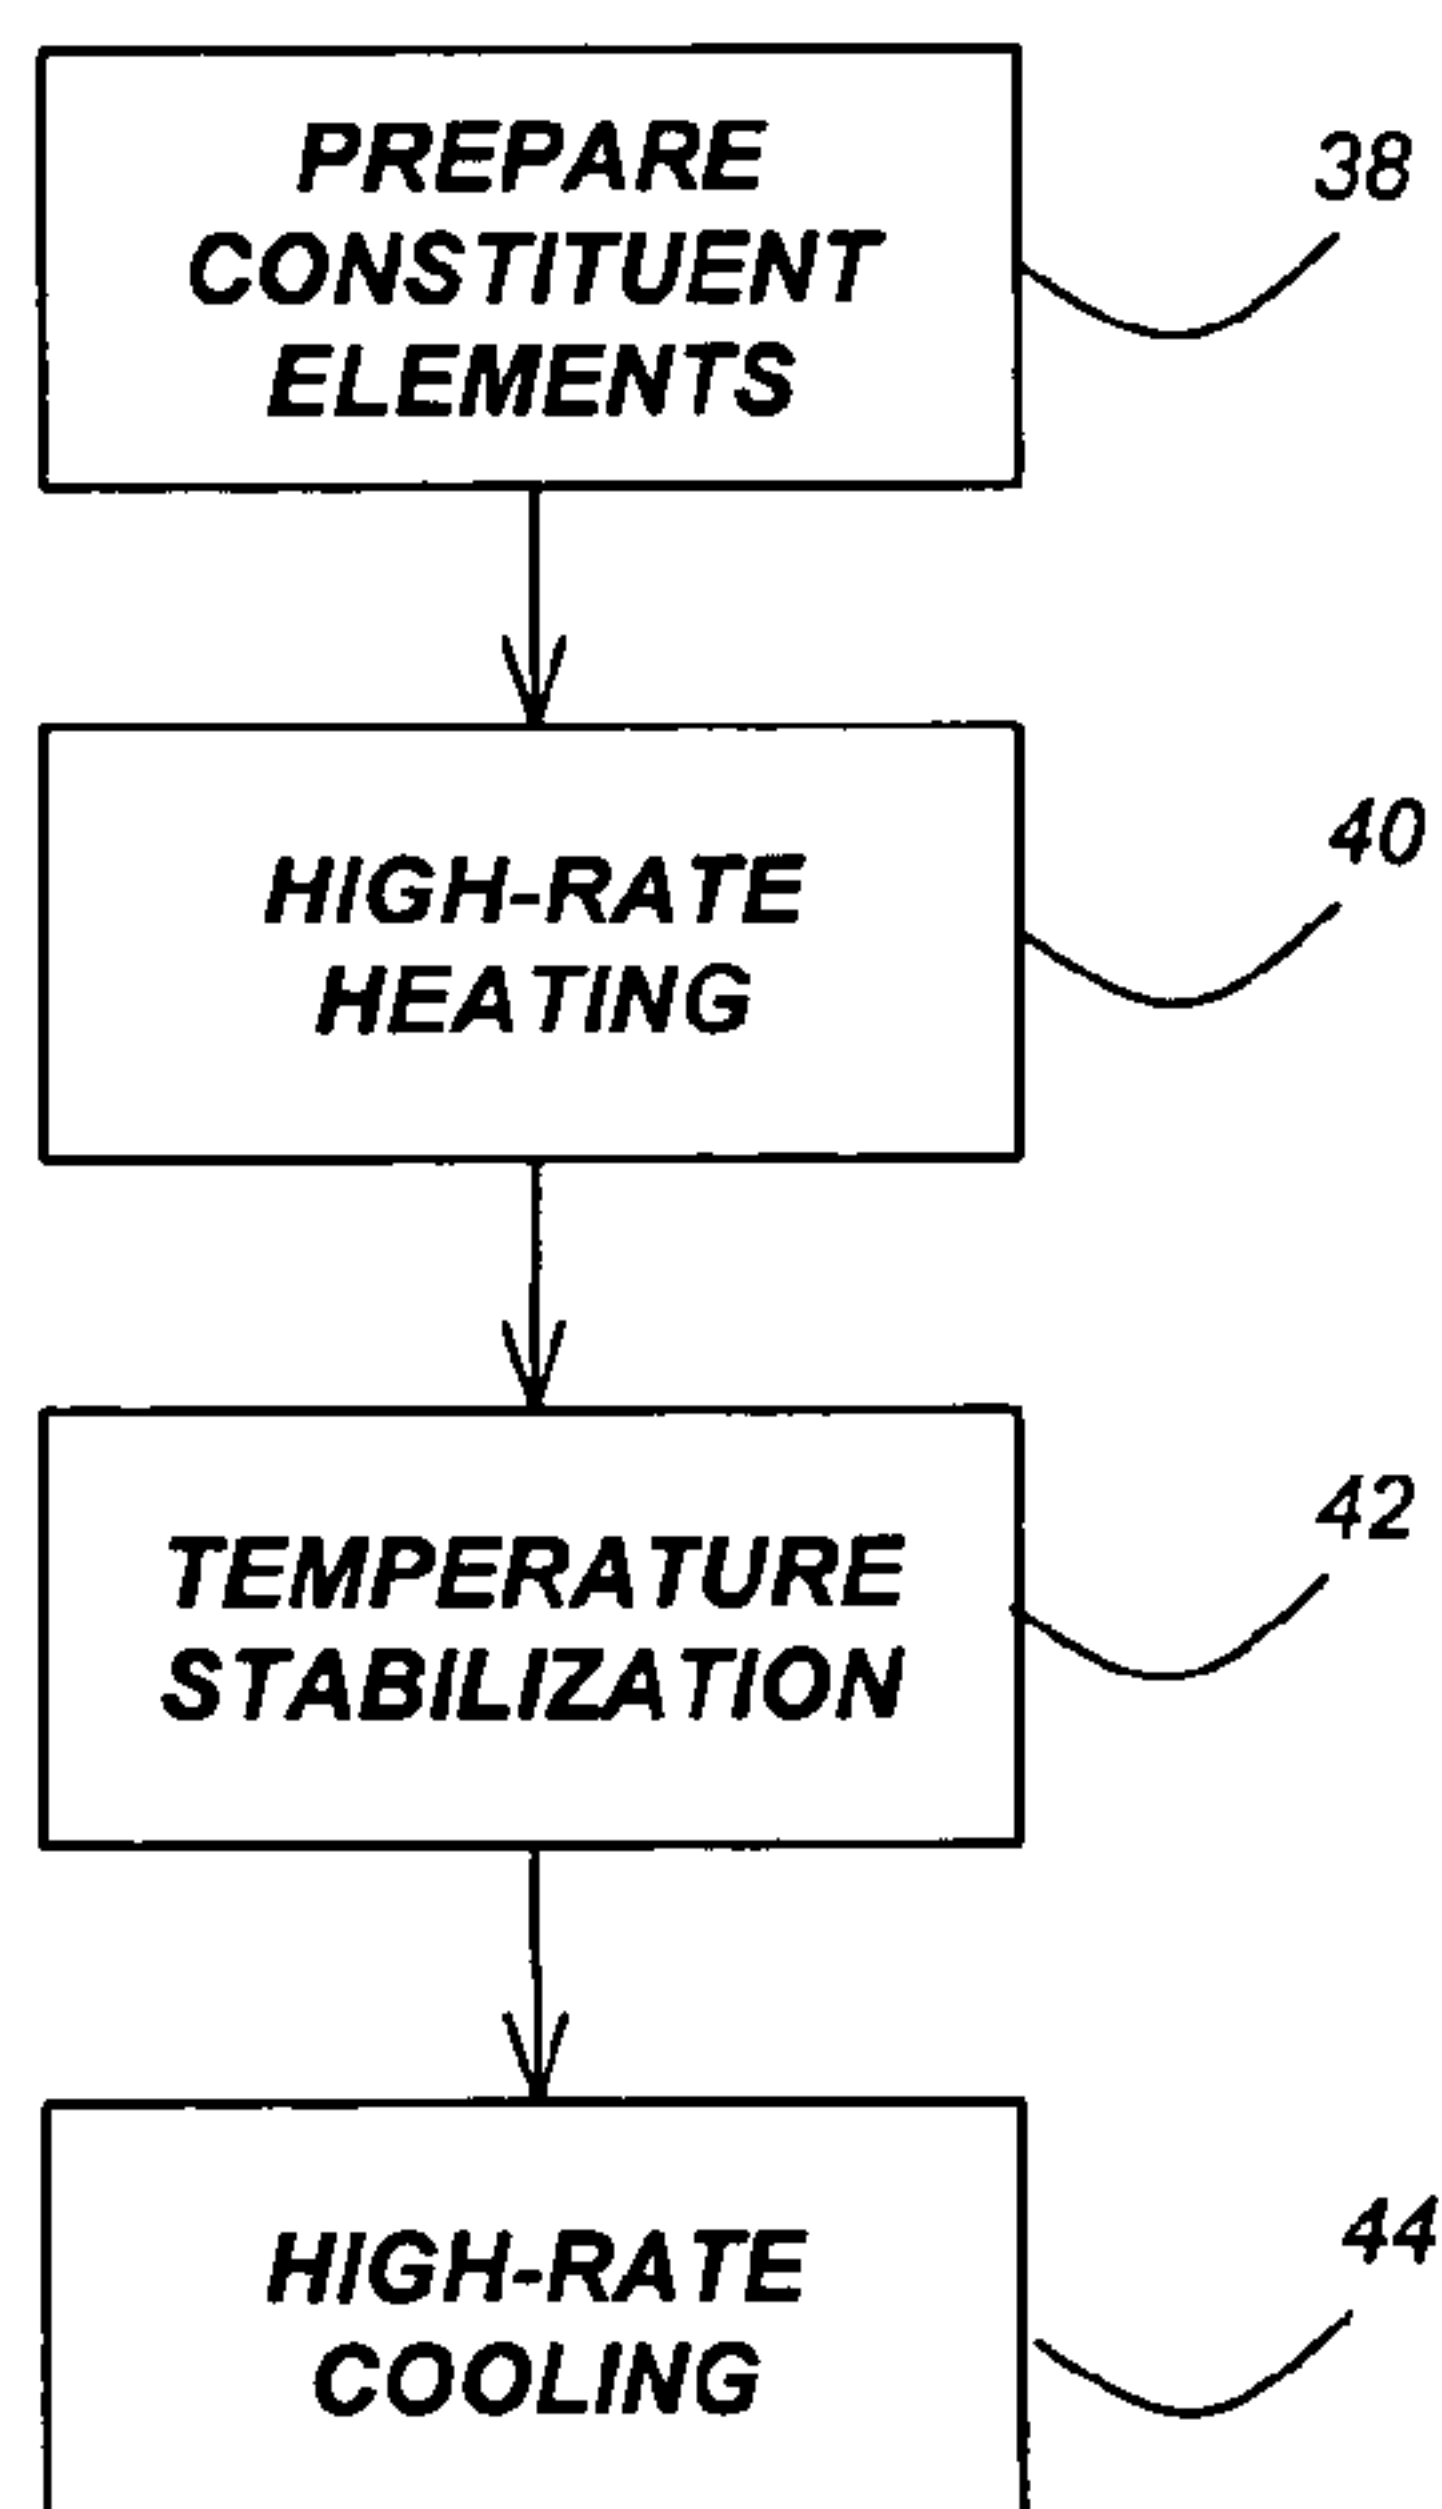 PREPARE
CONSTITUENT
ELEMENTS
38
HIGH-RATE
HEATING
40
TEMPERATURE
STABILIZATION
42
HIGH-RATE
COOLING
44